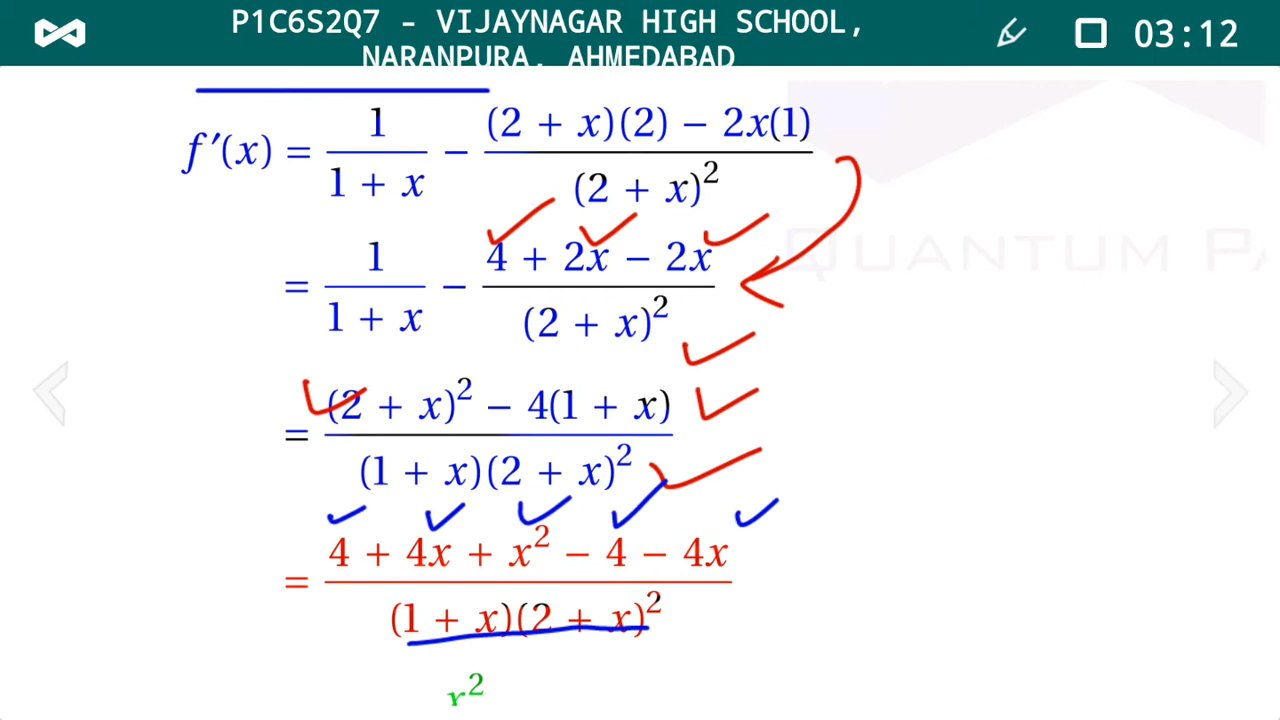 P1C6S2Q7 - VIJAYNAGAR HIGH SCHOOL,
NARANPURA, AHMEDABAD
03:12
f′(x) = 1/(1 + x) − ((2 + x)(2) − 2x(1))/(2 + x)²
= 1/(1 + x) − (4 + 2x − 2x)/(2 + x)²
QUANTUM PA
= ((2 + x)² − 4(1 + x))/((1 + x)(2 + x)²)
= (4 + 4x + x² − 4 − 4x)/((1 + x)(2 + x)²)
x²